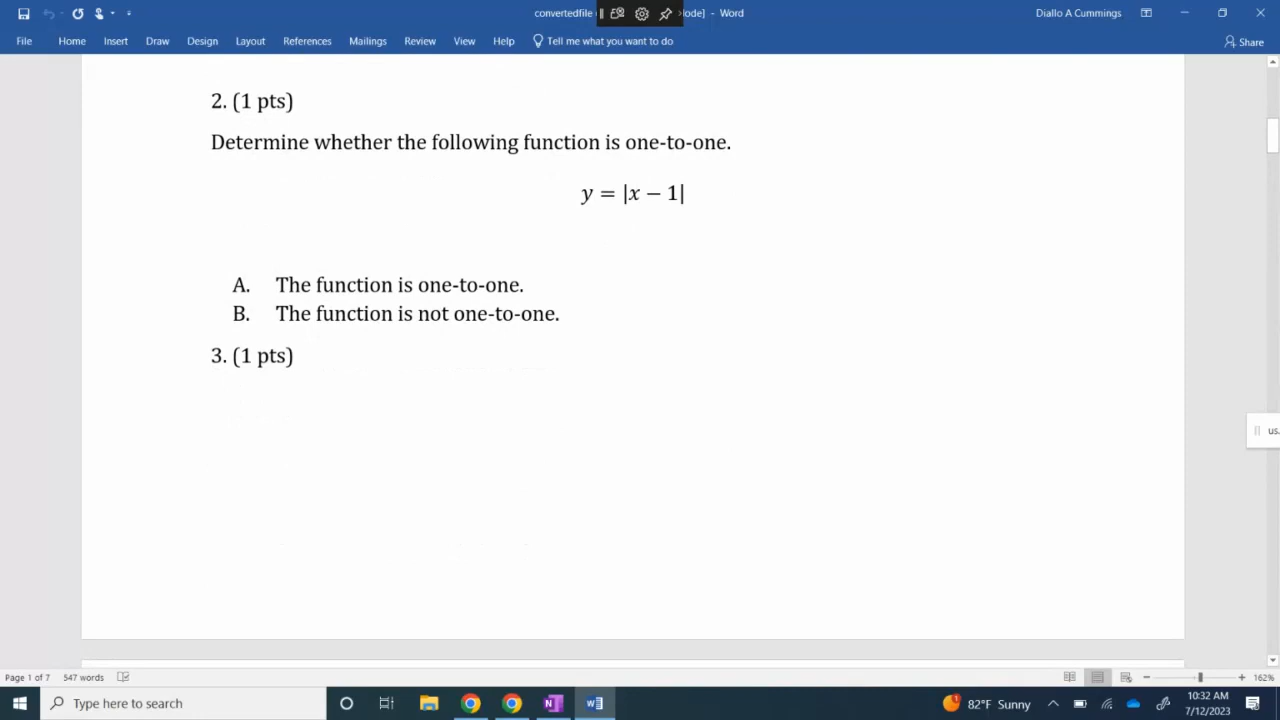 convertedfile
ode] - Word
Diallo A Cummings
File Home Insert Draw Design Layout References Mailings Review View Help Tell me what you want to do Share
2. (1 pts)
Determine whether the following function is one-to-one.
y = |x − 1|
A. The function is one-to-one.
B. The function is not one-to-one.
3. (1 pts)
us.
Page 1 of 7 547 words 162%
Type here to search
82°F Sunny
10:32 AM
7/12/2023